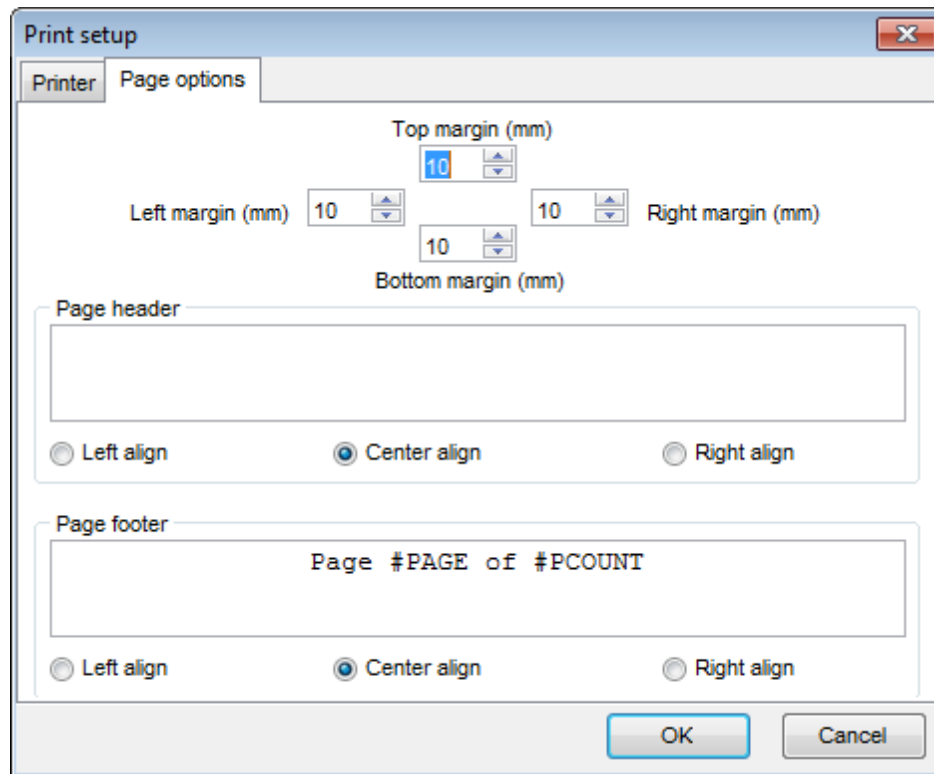 Print setup
Printer Page options
Top margin (mm)
10
Left margin (mm) 10 10 Right margin (mm)
10
Bottom margin (mm)
Page header
Left align Center align Right align
Page footer
Page #PAGE of #PCOUNT
Left align Center align Right align
OK Cancel